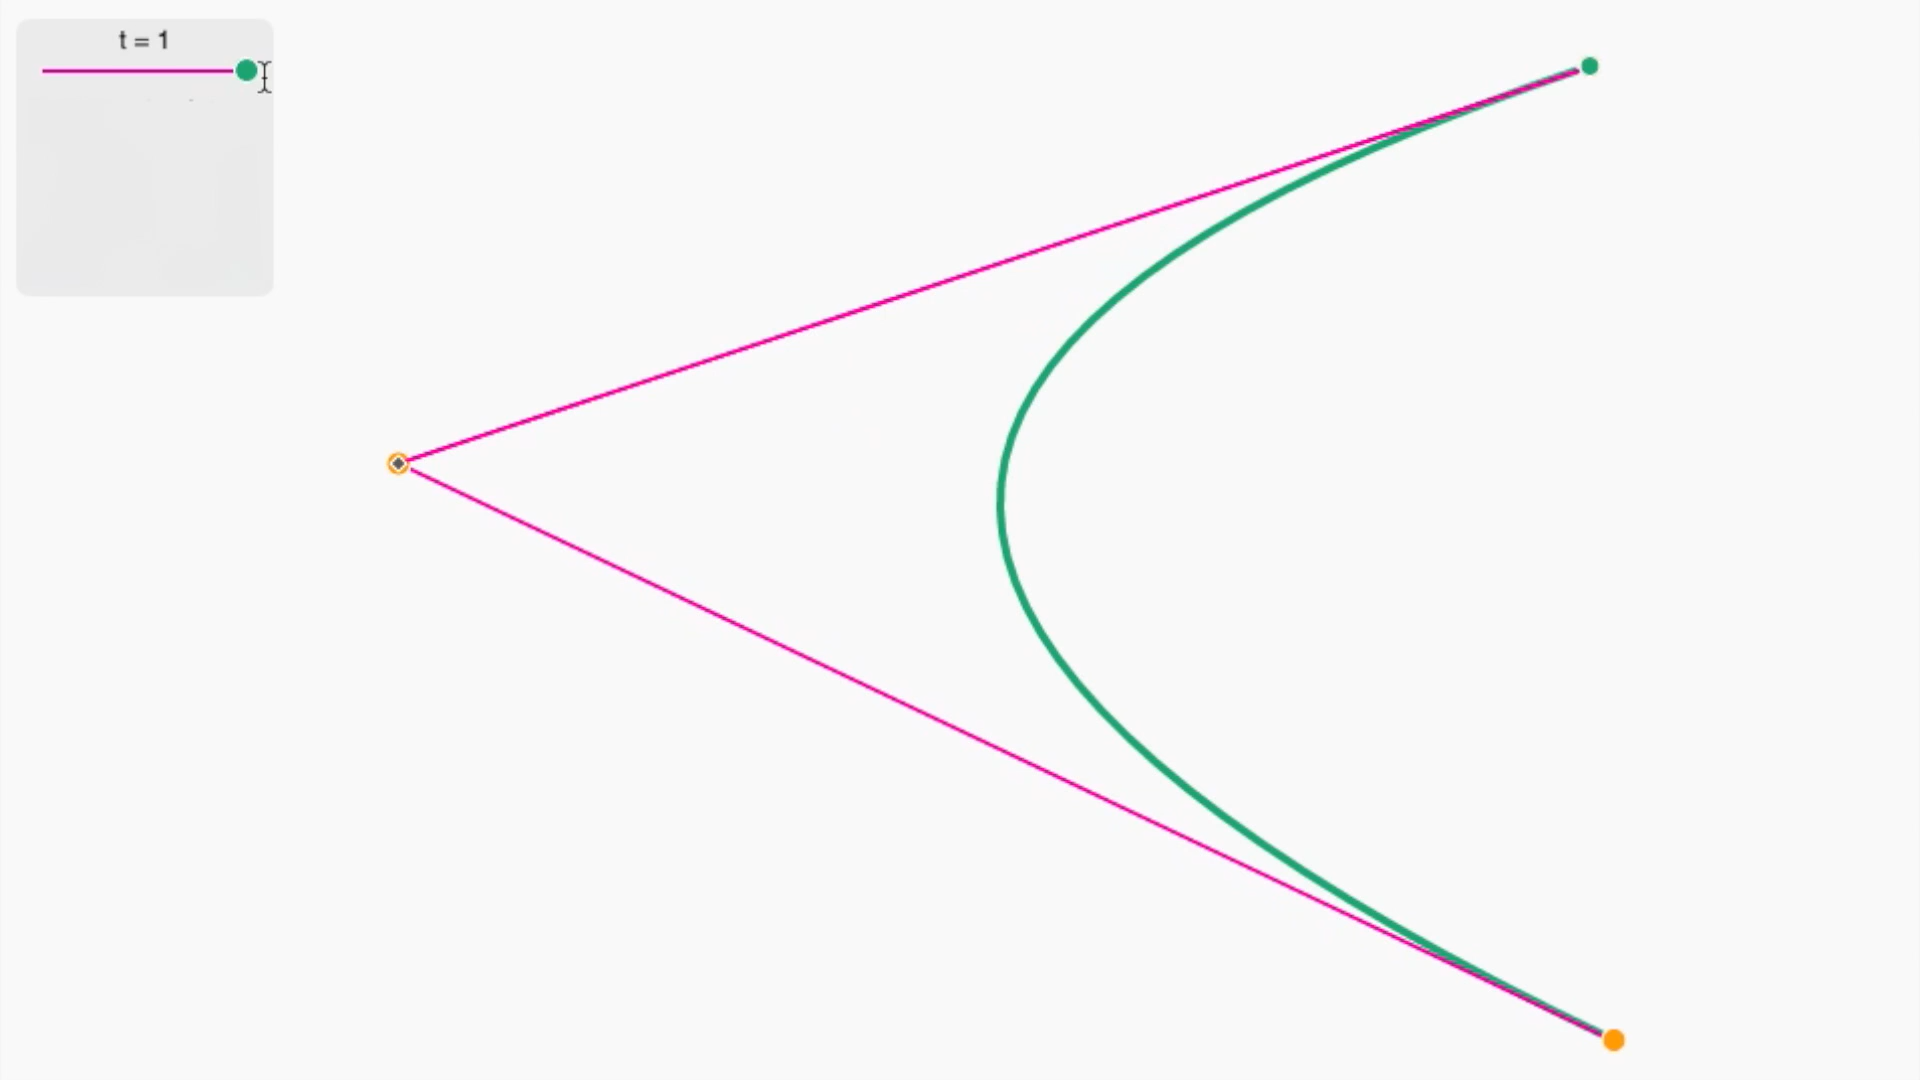 t = 1